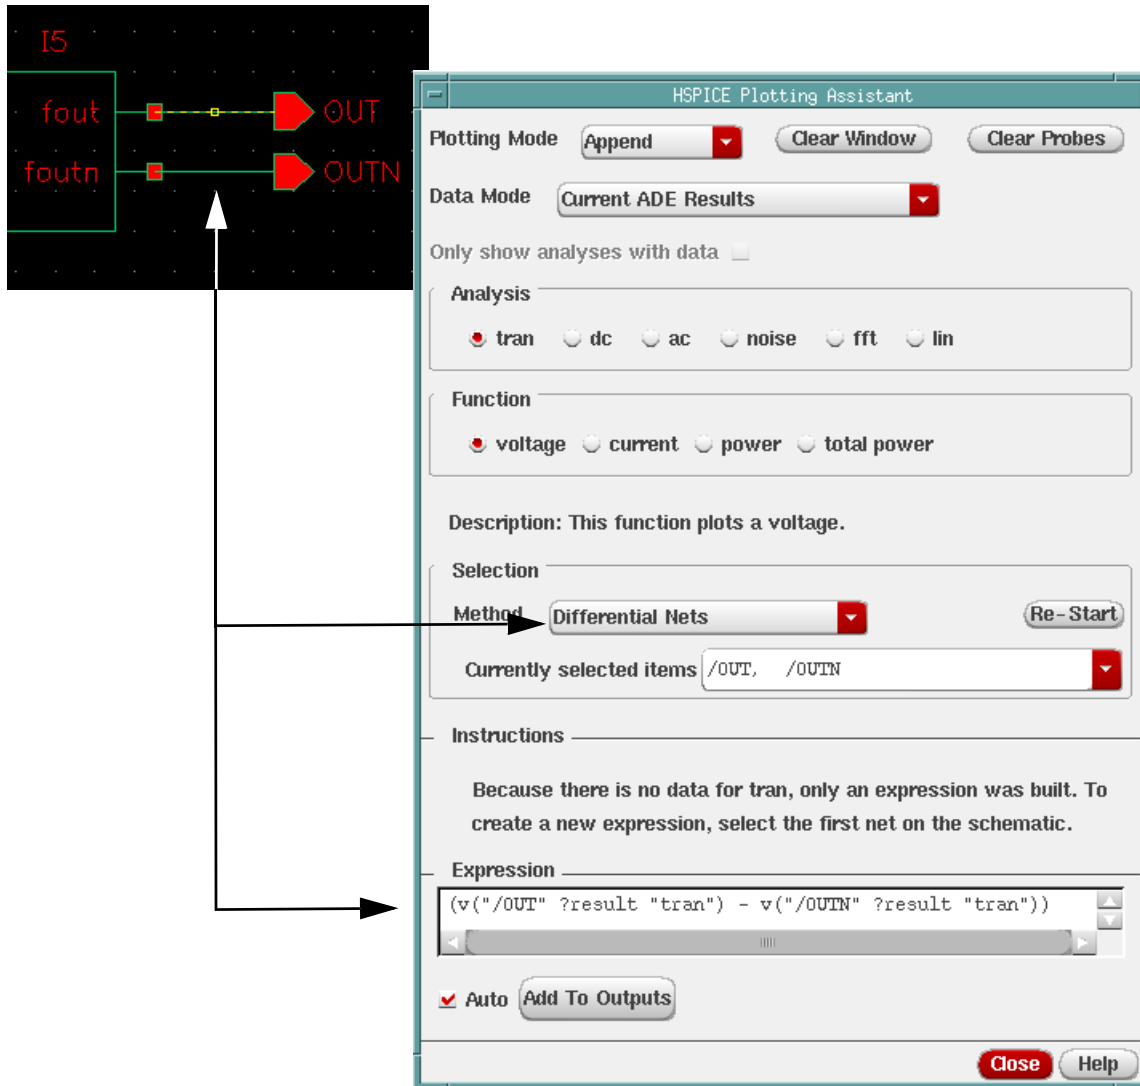 I5
fout OUT
foutn OUTN
HSPICE Plotting Assistant
Plotting Mode Append Clear Window Clear Probes
Data Mode Current ADE Results
Only show analyses with data
Analysis
tran dc ac noise fft lin
Function
voltage current power total power
Description: This function plots a voltage.
Selection
Method Differential Nets Re-Start
Currently selected items /OUT, /OUTN
Instructions
Because there is no data for tran, only an expression was built. To
create a new expression, select the first net on the schematic.
Expression
(v("/OUT" ?result "tran") - v("/OUTN" ?result "tran"))
Auto Add To Outputs
Close Help